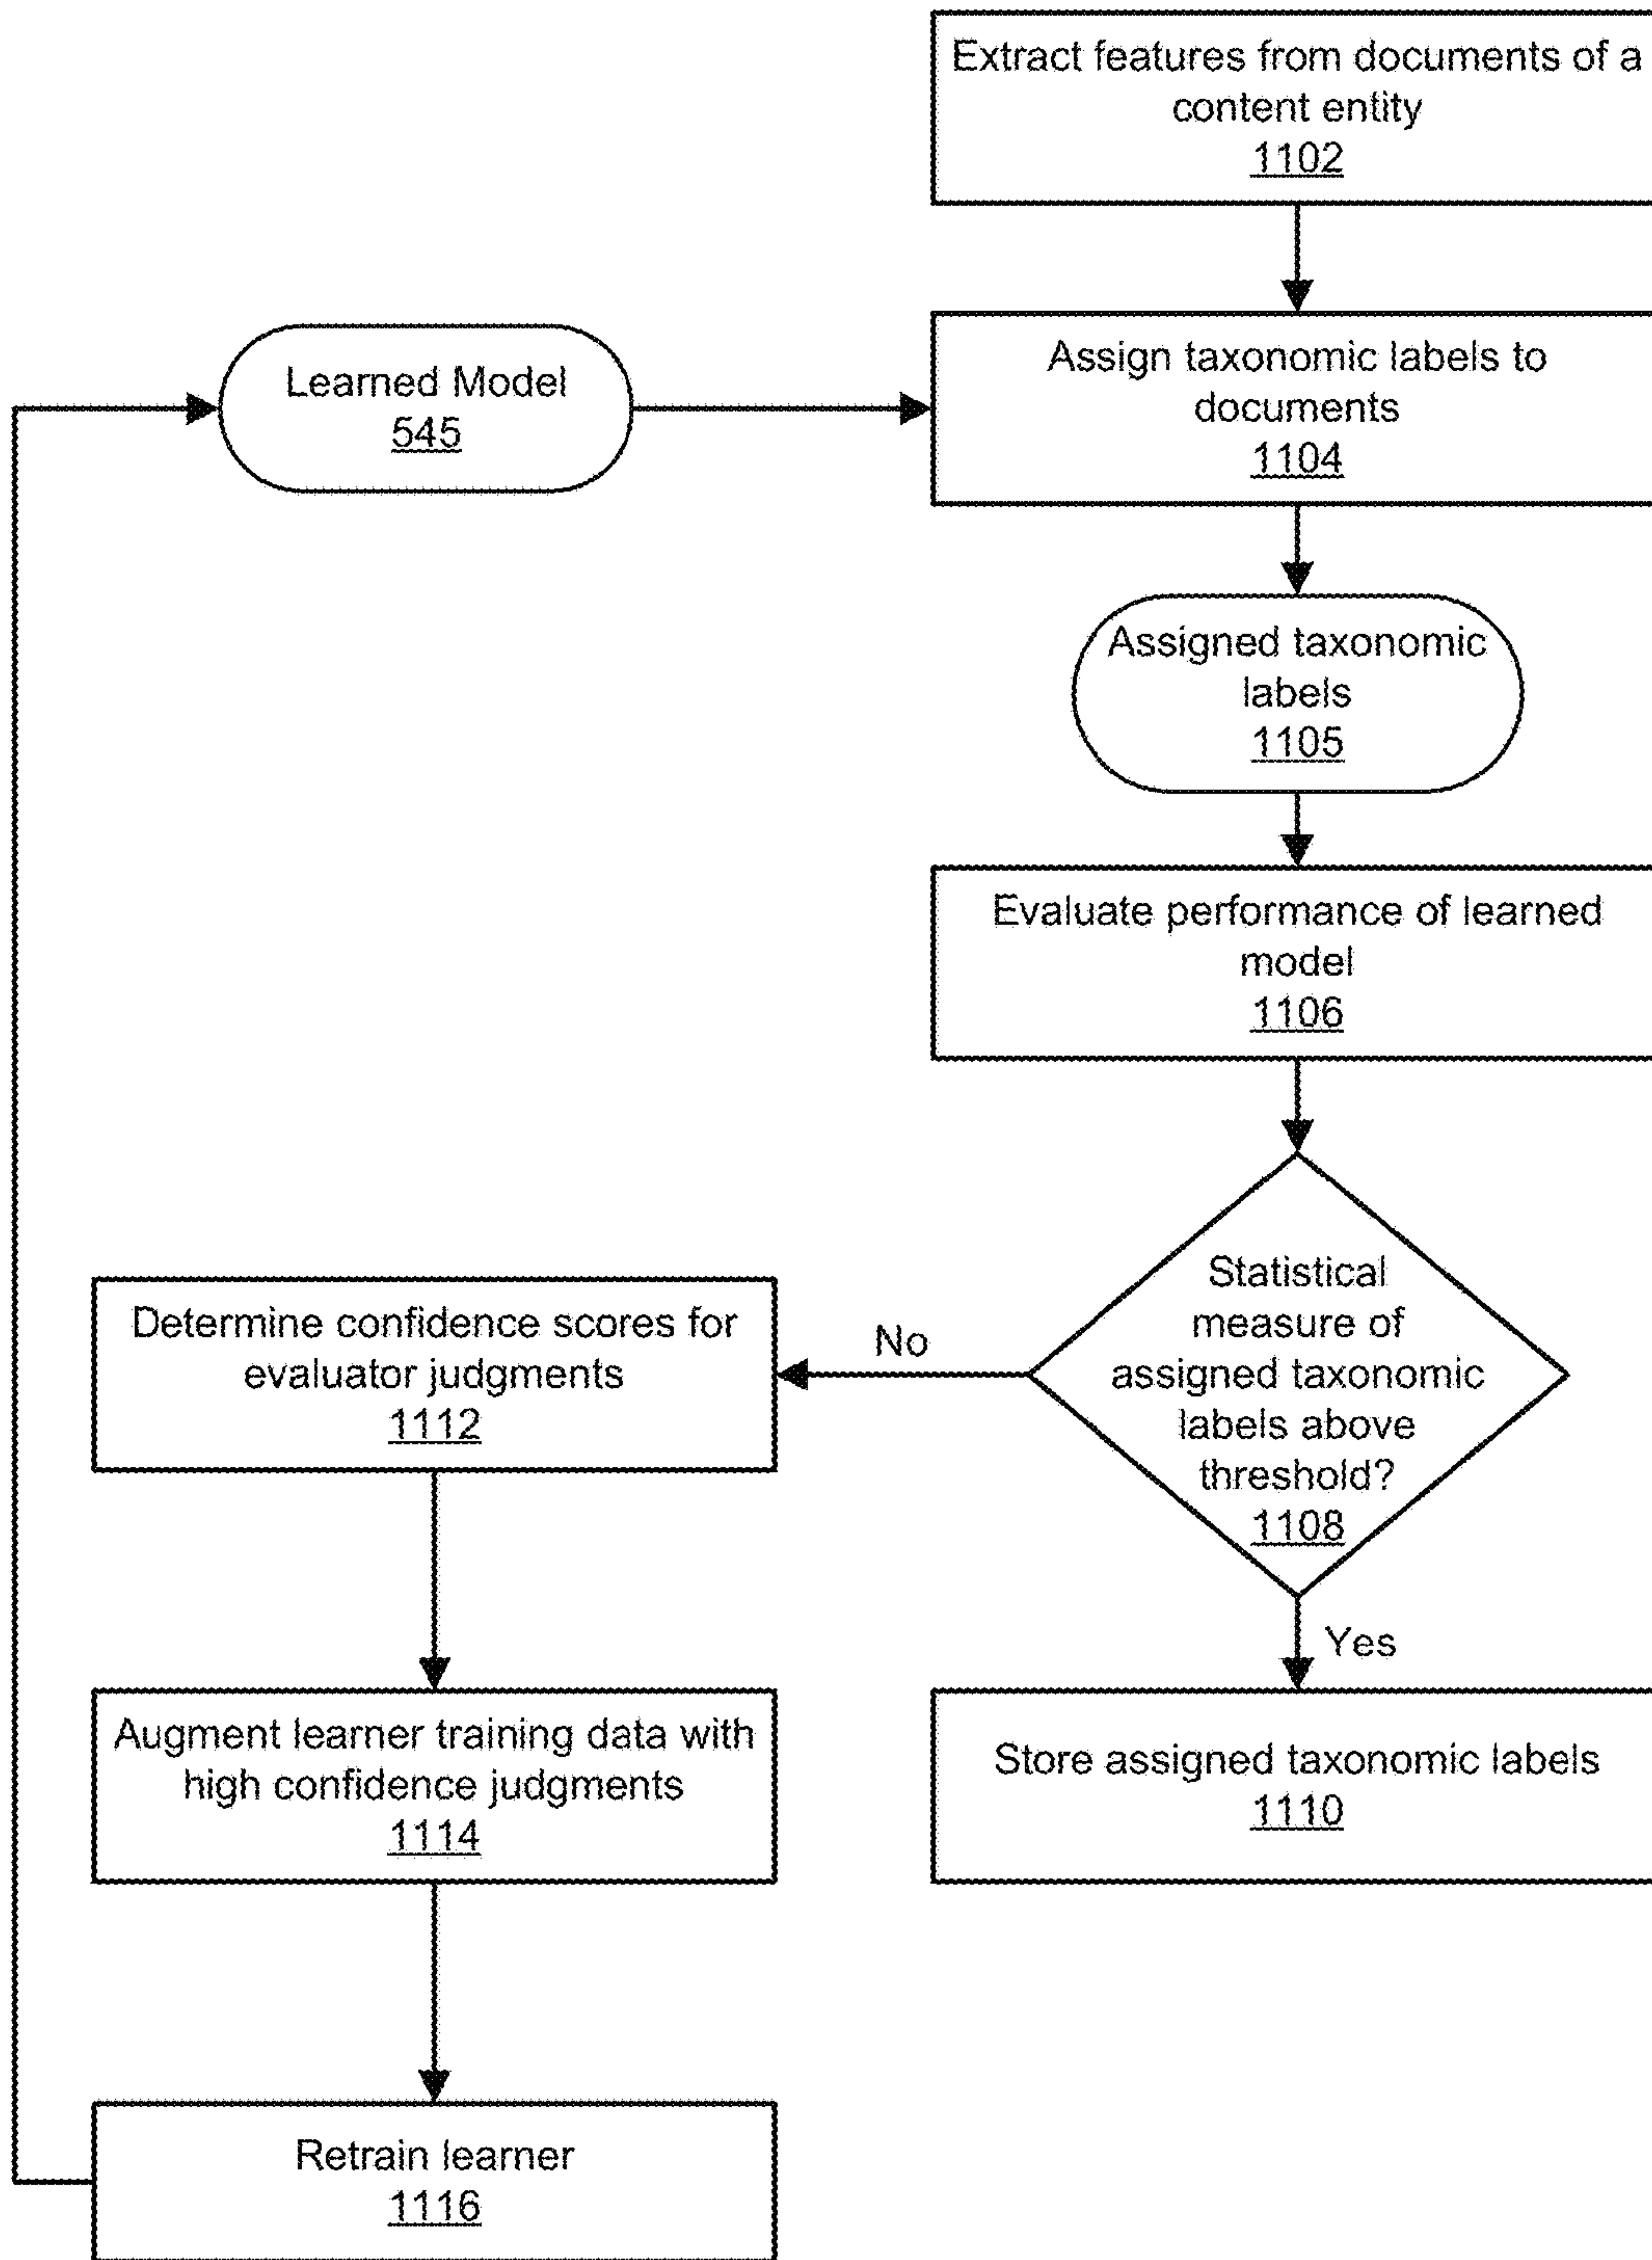 Extract features from documents of a
content entity
1102
Learned Model
545
Assign taxonomic labels to
documents
1104
Assigned taxonomic
labels
1105
Evaluate performance of learned
model
1106
Statistical
measure of
assigned taxonomic
labels above
threshold?
1108
No
Determine confidence scores for
evaluator judgments
1112
Yes
Augment learner training data with
high confidence judgments
1114
Store assigned taxonomic labels
1110
Retrain learner
1116